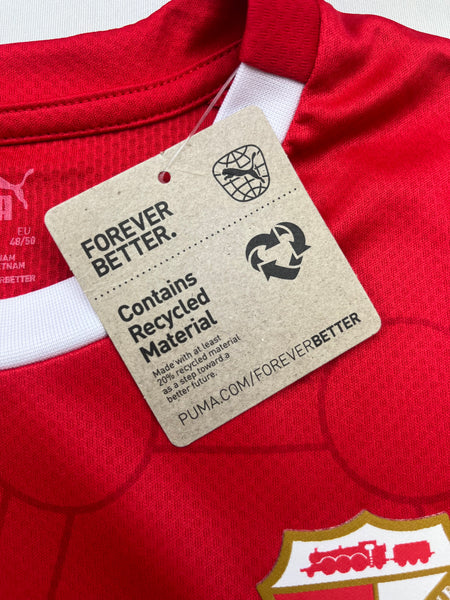 FOREVER
BETTER.
Contains
Recycled
Material
Made with at least
20% recycled material
as a step toward a
better future.
PUMA.COM/FOREVERBETTER
EU
48/50